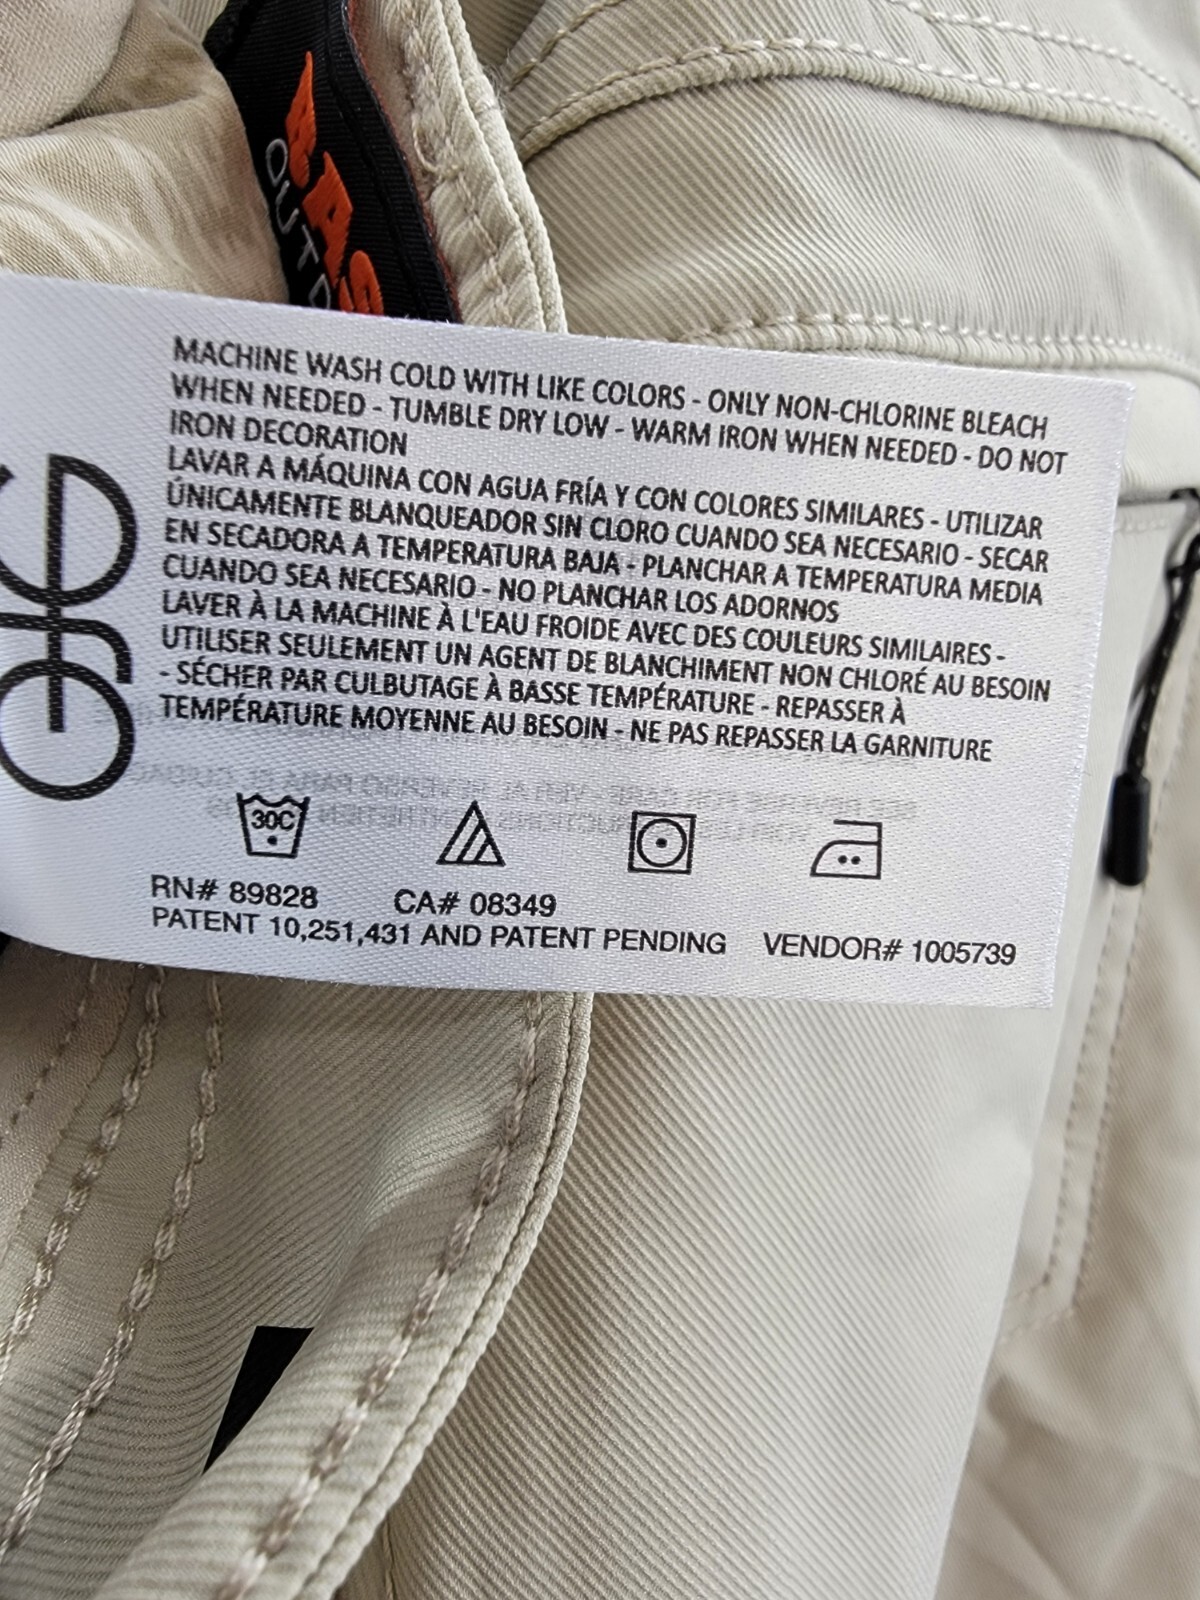 BAS
OUTD
MACHINE WASH COLD WITH LIKE COLORS - ONLY NON-CHLORINE BLEACH
WHEN NEEDED - TUMBLE DRY LOW - WARM IRON WHEN NEEDED - DO NOT
IRON DECORATION
LAVAR A MÁQUINA CON AGUA FRÍA Y CON COLORES SIMILARES - UTILIZAR
ÚNICAMENTE BLANQUEADOR SIN CLORO CUANDO SEA NECESARIO - SECAR
EN SECADORA A TEMPERATURA BAJA - PLANCHAR A TEMPERATURA MEDIA
CUANDO SEA NECESARIO - NO PLANCHAR LOS ADORNOS
LAVER À LA MACHINE À L'EAU FROIDE AVEC DES COULEURS SIMILAIRES -
UTILISER SEULEMENT UN AGENT DE BLANCHIMENT NON CHLORÉ AU BESOIN
- SÉCHER PAR CULBUTAGE À BASSE TEMPÉRATURE - REPASSER À
TEMPÉRATURE MOYENNE AU BESOIN - NE PAS REPASSER LA GARNITURE
30C
RN# 89828 CA# 08349
PATENT 10,251,431 AND PATENT PENDING VENDOR# 1005739